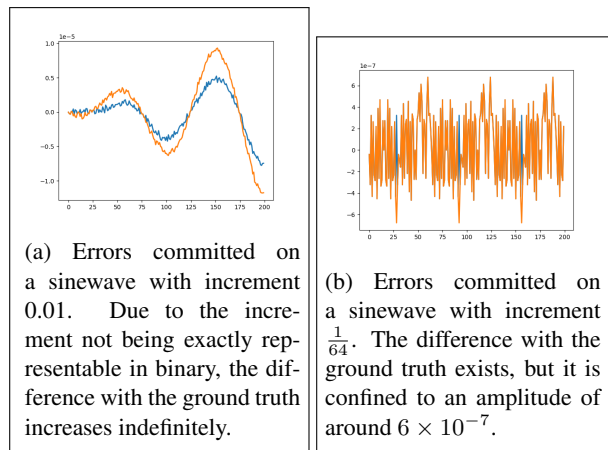 1e−5
1.0
0.5
0.0
−0.5
−1.0
0 25 50 75 100 125 150 175 200
(a) Errors committed on
a sinewave with increment
0.01. Due to the incre-
ment not being exactly rep-
resentable in binary, the dif-
ference with the ground truth
increases indefinitely.
1e−7
6
4
2
0
−2
−4
−6
0 25 50 75 100 125 150 175 200
(b) Errors committed on
a sinewave with increment
1/64. The difference with the
ground truth exists, but it is
confined to an amplitude of
around 6 × 10⁻⁷.